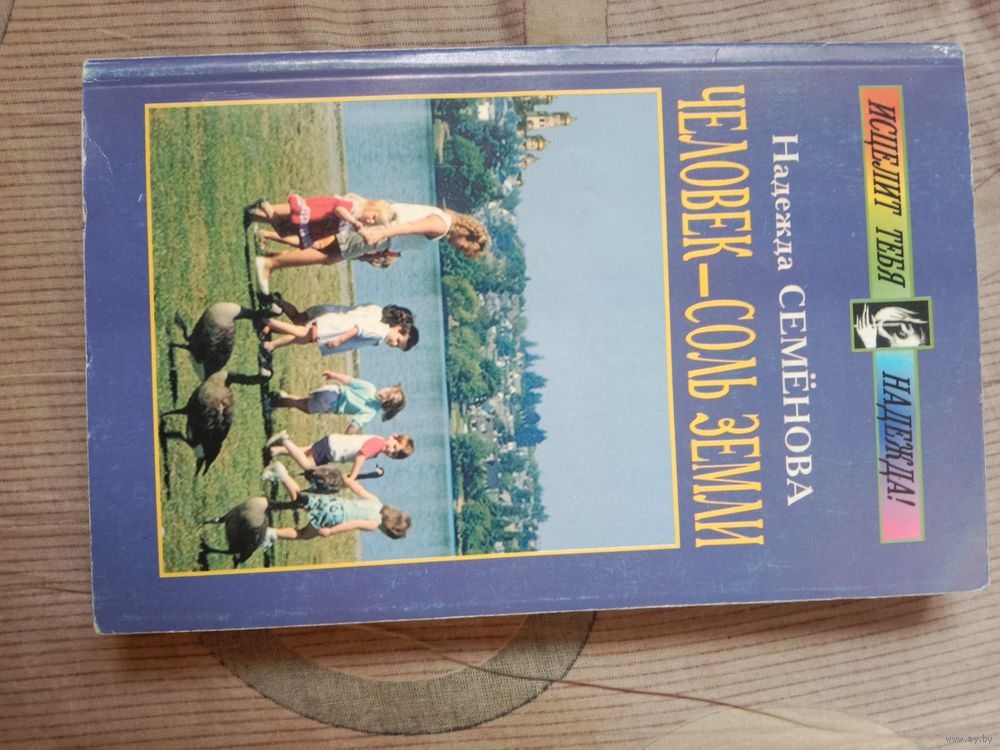 ИСЦЕЛИТ ТЕБЯ НАДЕЖДА!
Надежда СЕМЁНОВА
ЧЕЛОВЕК–СОЛЬ ЗЕМЛИ
www.ay.by